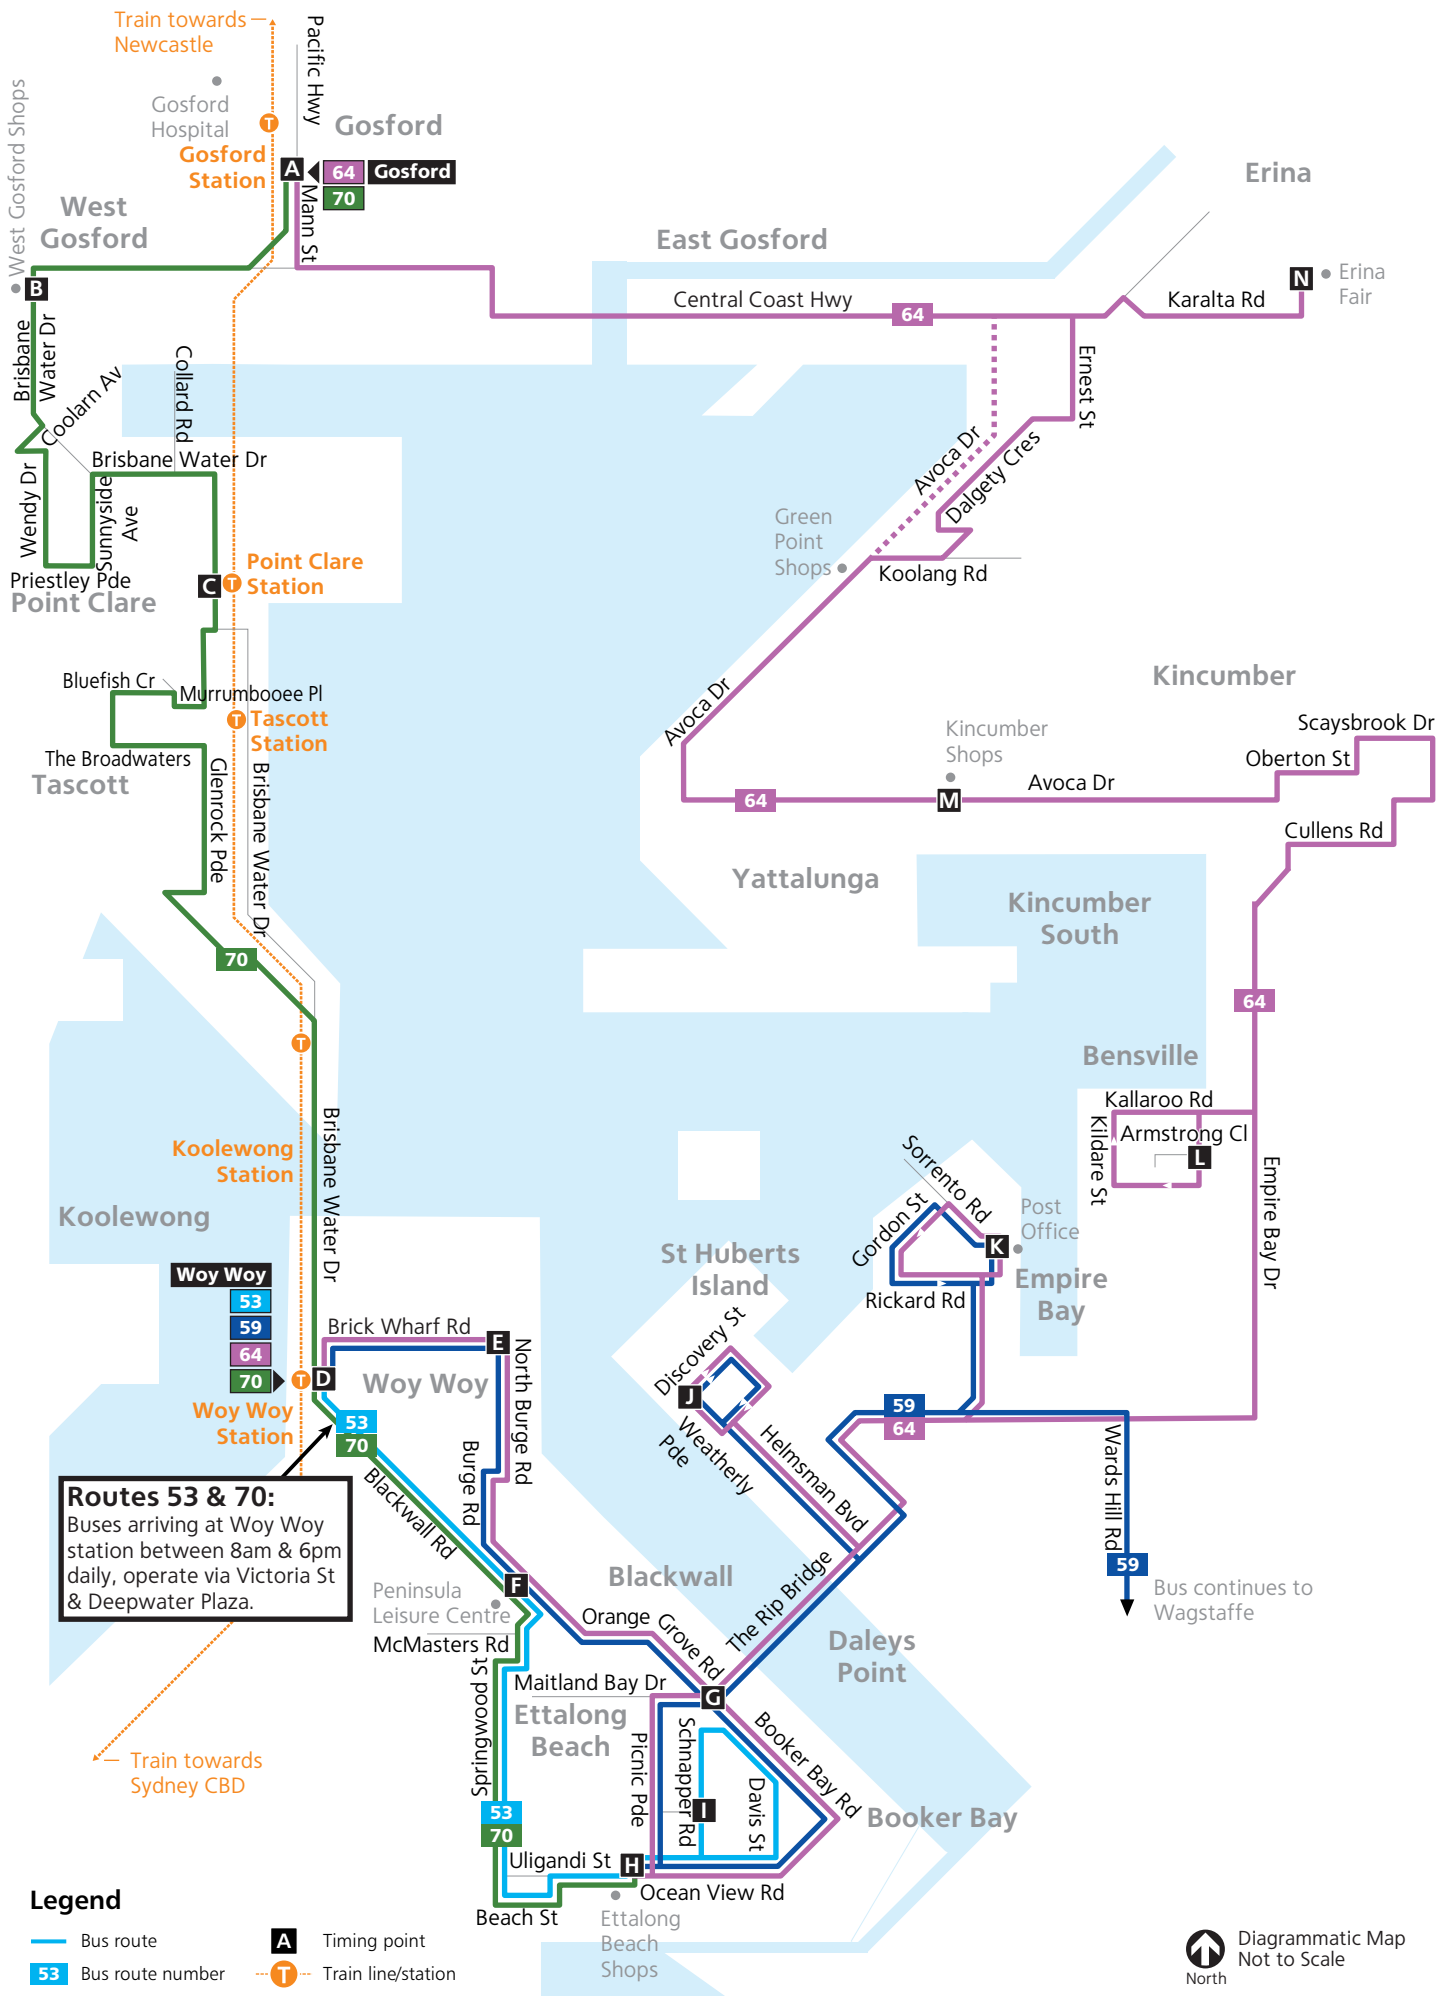 Train towards
Newcastle
Pacific Hwy
Gosford
Hospital
T
Gosford
Gosford
Station
A
64
Gosford
70
Mann St
West Gosford Shops
West
Gosford
B
East Gosford
Erina
N
Erina
Fair
Karalta Rd
Central Coast Hwy
64
Brisbane
Water Dr
Coolarn Av
Collard Rd
Brisbane Water Dr
Wendy Dr
Sunnyside
Ave
Priestley Pde
Point Clare
C
T
Point Clare
Station
Ernest St
Avoca Dr
Dalgety Cres
Green
Point
Shops
Koolang Rd
Bluefish Cr
Murrumbooee Pl
T
Tascott
Station
The Broadwaters
Tascott
Glenrock Pde
Brisbane Water Dr
Avoca Dr
Kincumber
Kincumber
Shops
Scaysbrook Dr
Oberton St
Avoca Dr
64
M
Cullens Rd
Yattalunga
Kincumber
South
70
64
T
Bensville
Kallaroo Rd
Armstrong Cl
L
Kildare St
Empire Bay Dr
Koolewong
Station
Koolewong
Brisbane Water Dr
Sorrento Rd
Gordon St
K
Post
Office
Empire
Bay
Rickard Rd
St Huberts
Island
Woy Woy
53
59
64
70
T
D
Woy Woy
Station
Brick Wharf Rd
E
Woy Woy
North Burge Rd
Burge Rd
Discovery St
J
Weatherly
Pde
Helmsman Bvd
59
64
Wards Hill Rd
59
Bus continues to
Wagstaffe
53
70
Blackwall Rd
Routes 53 & 70:
Buses arriving at Woy Woy
station between 8am & 6pm
daily, operate via Victoria St
& Deepwater Plaza.
Blackwall
The Rip Bridge
F
Peninsula
Leisure Centre
McMasters Rd
Orange Grove Rd
Daleys
Point
Maitland Bay Dr
G
Ettalong
Beach
Springwood St
Picnic Pde
Schnapper Rd
I
Davis St
Booker Bay Rd
Booker Bay
Train towards
Sydney CBD
53
70
Uligandi St
H
Ocean View Rd
Beach St
Ettalong
Beach
Shops
Legend
Bus route
A
Timing point
53
Bus route number
T
Train line/station
Diagrammatic Map
Not to Scale
North